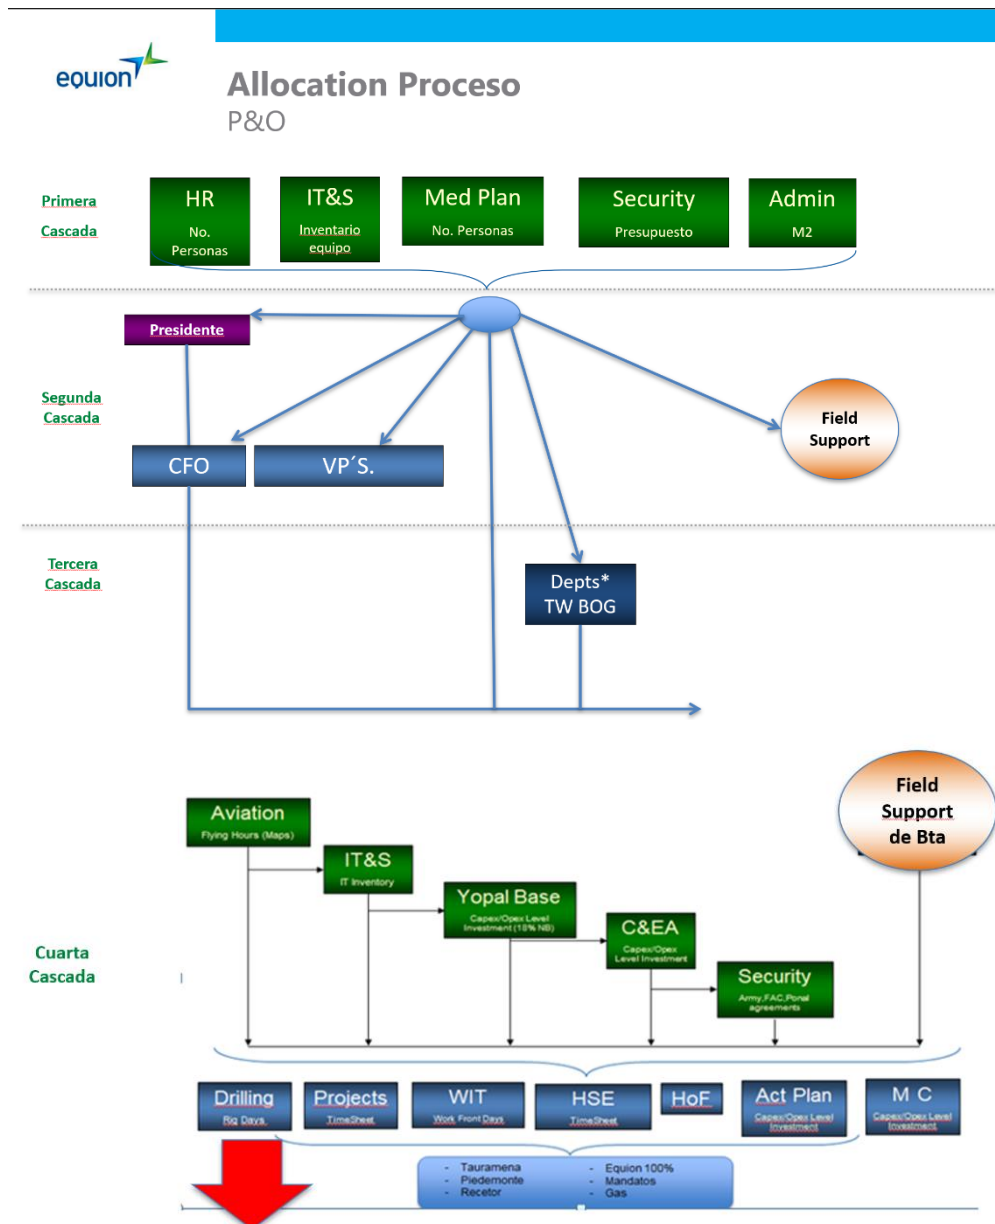 equion
Allocation Proceso
P&O
Primera
Cascada
HR
No.
Personas
IT&S
Inventario
equipo
Med Plan
No. Personas
Security
Presupuesto
Admin
M2
Presidente
Segunda
Cascada
Field
Support
CFO
VP´S.
Tercera
Cascada
Depts*
TW BOG
Field
Support
de Bta
Aviation
Flying Hours (Maps)
IT&S
IT Inventory
Yopal Base
Capex/Opex Level
Investment (18% NB)
C&EA
Capex/Opex
Level Investment
Cuarta
Cascada
Security
Army,FAC,Ponal
agreements
Drilling
Rig Days
Projects
TimeSheet
WIT
Work Front Days
HSE
TimeSheet
HoF
Act Plan
Capex/Opex Level
Investment
M C
Capex/Opex Level
Investment
- Tauramena
- Piedemonte
- Recetor
- Equion 100%
- Mandatos
- Gas